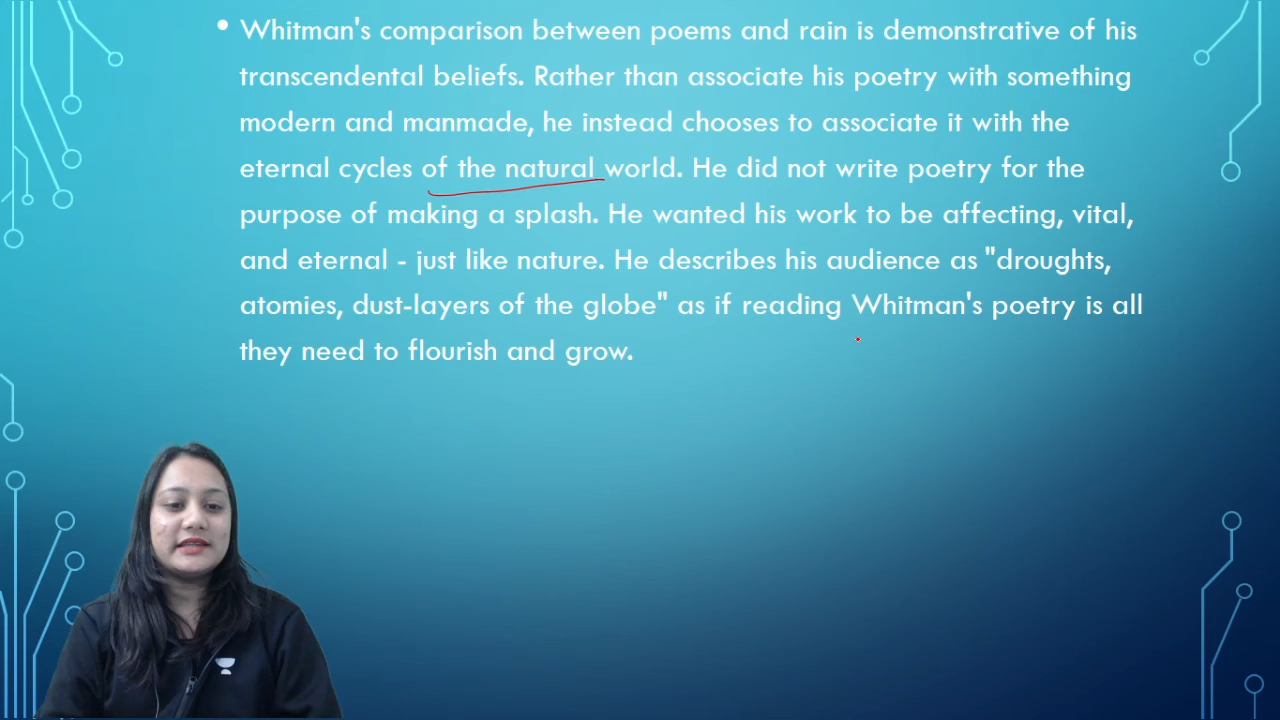 • Whitman's comparison between poems and rain is demonstrative of his
transcendental beliefs. Rather than associate his poetry with something
modern and manmade, he instead chooses to associate it with the
eternal cycles of the natural world. He did not write poetry for the
purpose of making a splash. He wanted his work to be affecting, vital,
and eternal - just like nature. He describes his audience as "droughts,
atomies, dust-layers of the globe" as if reading Whitman's poetry is all
they need to flourish and grow.